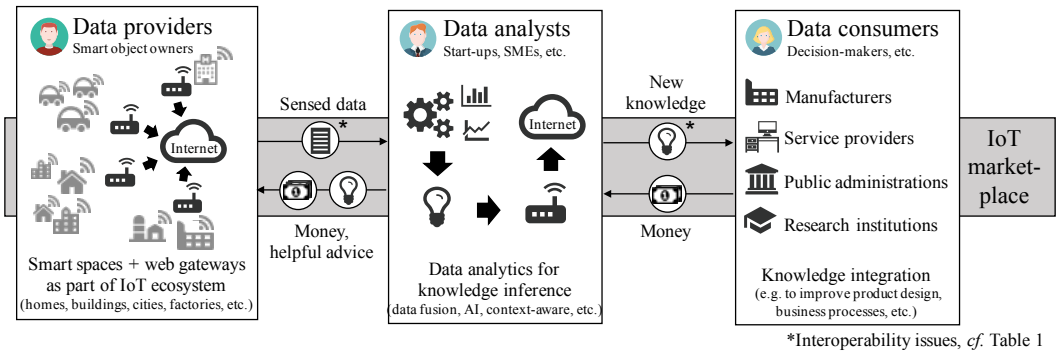 Data providers
Smart object owners
Internet
Smart spaces + web gateways
as part of IoT ecosystem
(homes, buildings, cities, factories, etc.)
Sensed data
*
Money,
helpful advice
Data analysts
Start-ups, SMEs, etc.
Internet
Data analytics for
knowledge inference
(data fusion, AI, context-aware, etc.)
New
knowledge
*
Money
Data consumers
Decision-makers, etc.
Manufacturers
Service providers
Public administrations
Research institutions
Knowledge integration
(e.g. to improve product design,
business processes, etc.)
IoT
market-
place
*Interoperability issues, cf. Table 1